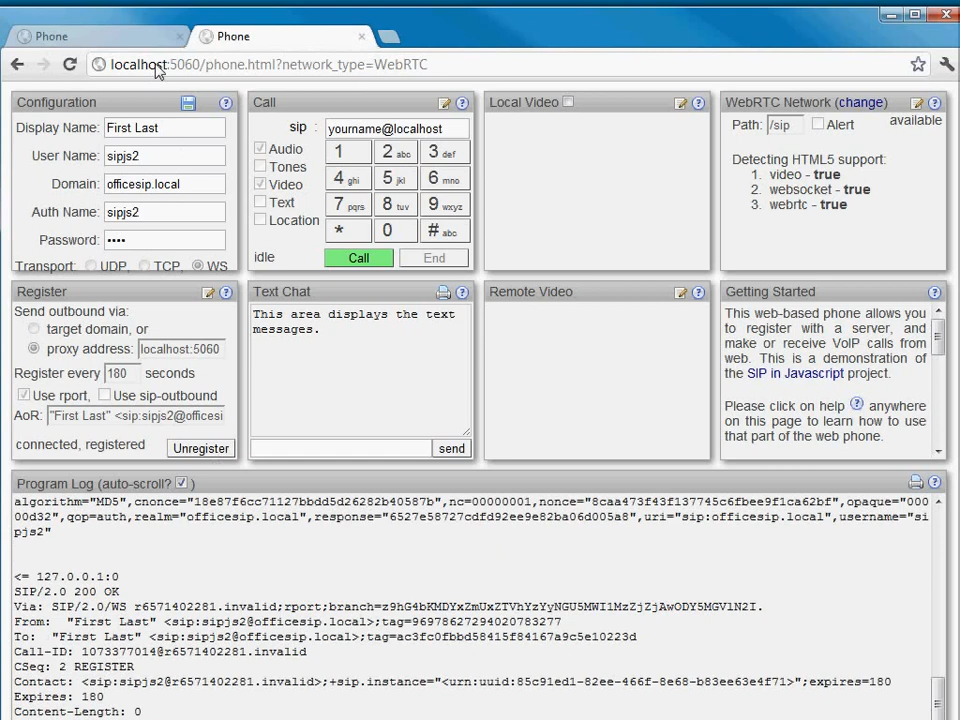 Phone
Phone
localhost:5060/phone.html?network_type=WebRTC
Configuration
Display Name: First Last
User Name: sipjs2
Domain: officesip.local
Auth Name: sipjs2
Password: ••••
Transport: UDP, TCP, WS
Call
sip : yourname@localhost
Audio
Tones
Video
Text
Location
1 2 abc 3 def
4 ghi 5 jkl 6 mno
7 pqrs 8 tuv 9 wxyz
* 0 # abc
idle Call End
Local Video
WebRTC Network (change)
Path: /sip Alert available
Detecting HTML5 support:
1. video - true
2. websocket - true
3. webrtc - true
Register
Send outbound via:
target domain, or
proxy address: localhost:5060
Register every 180 seconds
Use rport, Use sip-outbound
AoR: "First Last" <sip:sipjs2@officesi
connected, registered Unregister
Text Chat
This area displays the text
messages.
send
Remote Video
Getting Started
This web-based phone allows you
to register with a server, and
make or receive VoIP calls from
web. This is a demonstration of
the SIP in Javascript project.
Please click on help ? anywhere
on this page to learn how to use
that part of the web phone.
Program Log (auto-scroll? )
algorithm="MD5",cnonce="18e87f6cc71127bbdd5d26282b40587b",nc=00000001,nonce="8caa473f43f137745c6fbee9f1ca62bf",opaque="000
00d32",qop=auth,realm="officesip.local",response="6527e58727cdfd92ee9e82ba06d005a8",uri="sip:officesip.local",username="si
pjs2"
<= 127.0.0.1:0
SIP/2.0 200 OK
Via: SIP/2.0/WS r6571402281.invalid;rport;branch=z9hG4bKMDYxZmUxZTVhYzYyNGU5MWI1MzZjZjAwODY5MGVlN2I.
From: "First Last" <sip:sipjs2@officesip.local>;tag=96978627294020783277
To: "First Last" <sip:sipjs2@officesip.local>;tag=ac3fc0fbbd58415f84167a9c5e10223d
Call-ID: 1073377014@r6571402281.invalid
CSeq: 2 REGISTER
Contact: <sip:sipjs2@r6571402281.invalid>;+sip.instance="<urn:uuid:85c91ed1-82ee-466f-8e68-b83ee63e4f71>";expires=180
Expires: 180
Content-Length: 0